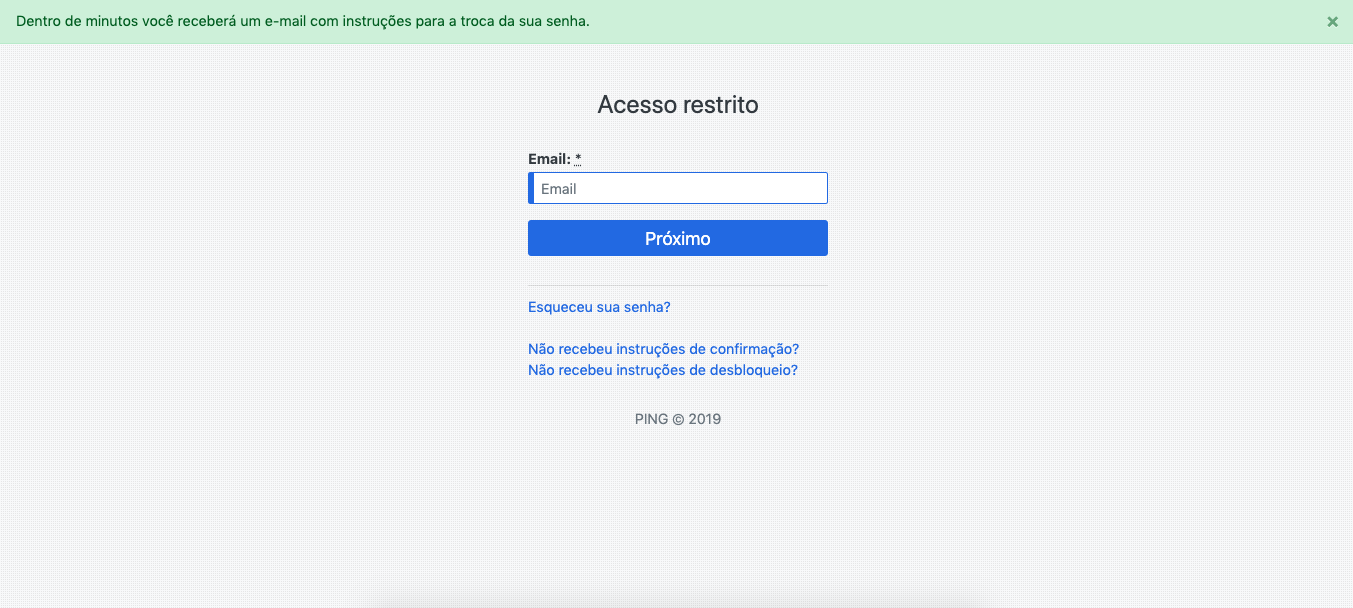 Dentro de minutos você receberá um e-mail com instruções para a troca da sua senha.
×
Acesso restrito
Email: *
Email
Próximo
Esqueceu sua senha?
Não recebeu instruções de confirmação?
Não recebeu instruções de desbloqueio?
PING © 2019